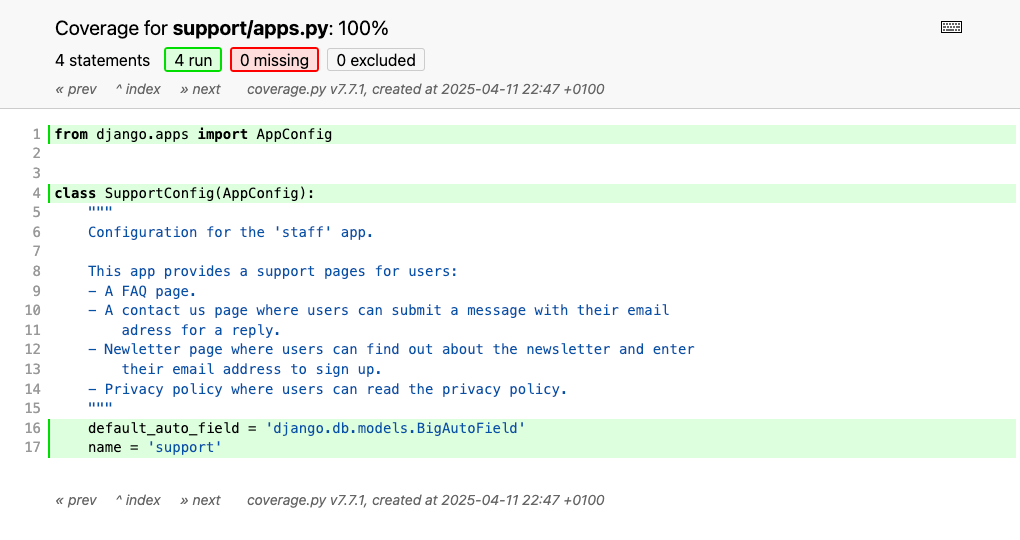 Coverage for support/apps.py: 100%
4 statements 4 run 0 missing 0 excluded
« prev ^ index » next coverage.py v7.7.1, created at 2025-04-11 22:47 +0100
1 from django.apps import AppConfig
2
3
4 class SupportConfig(AppConfig):
5     """
6     Configuration for the 'staff' app.
7
8     This app provides a support pages for users:
9     - A FAQ page.
10     - A contact us page where users can submit a message with their email
11         adress for a reply.
12     - Newletter page where users can find out about the newsletter and enter
13         their email address to sign up.
14     - Privacy policy where users can read the privacy policy.
15     """
16     default_auto_field = 'django.db.models.BigAutoField'
17     name = 'support'
« prev ^ index » next coverage.py v7.7.1, created at 2025-04-11 22:47 +0100